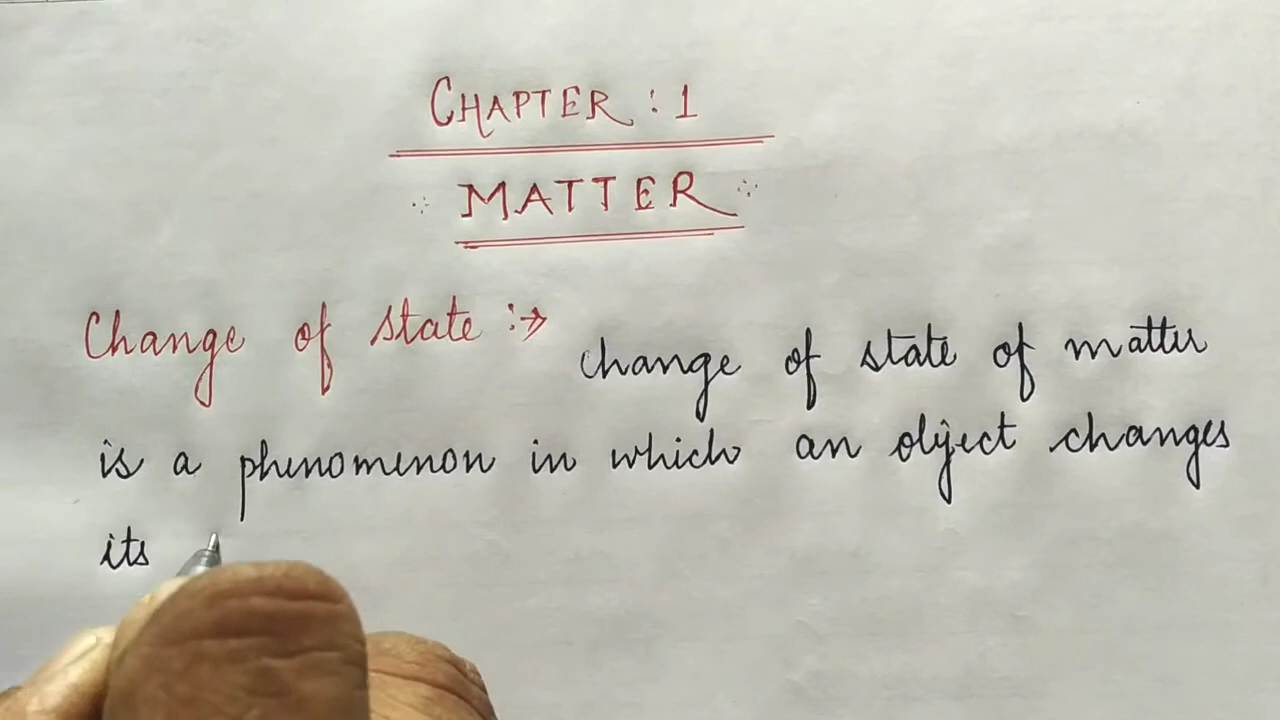 CHAPTER : 1
MATTER
Change of state :→ change of state of matter
is a phenomenon in which an object changes
its